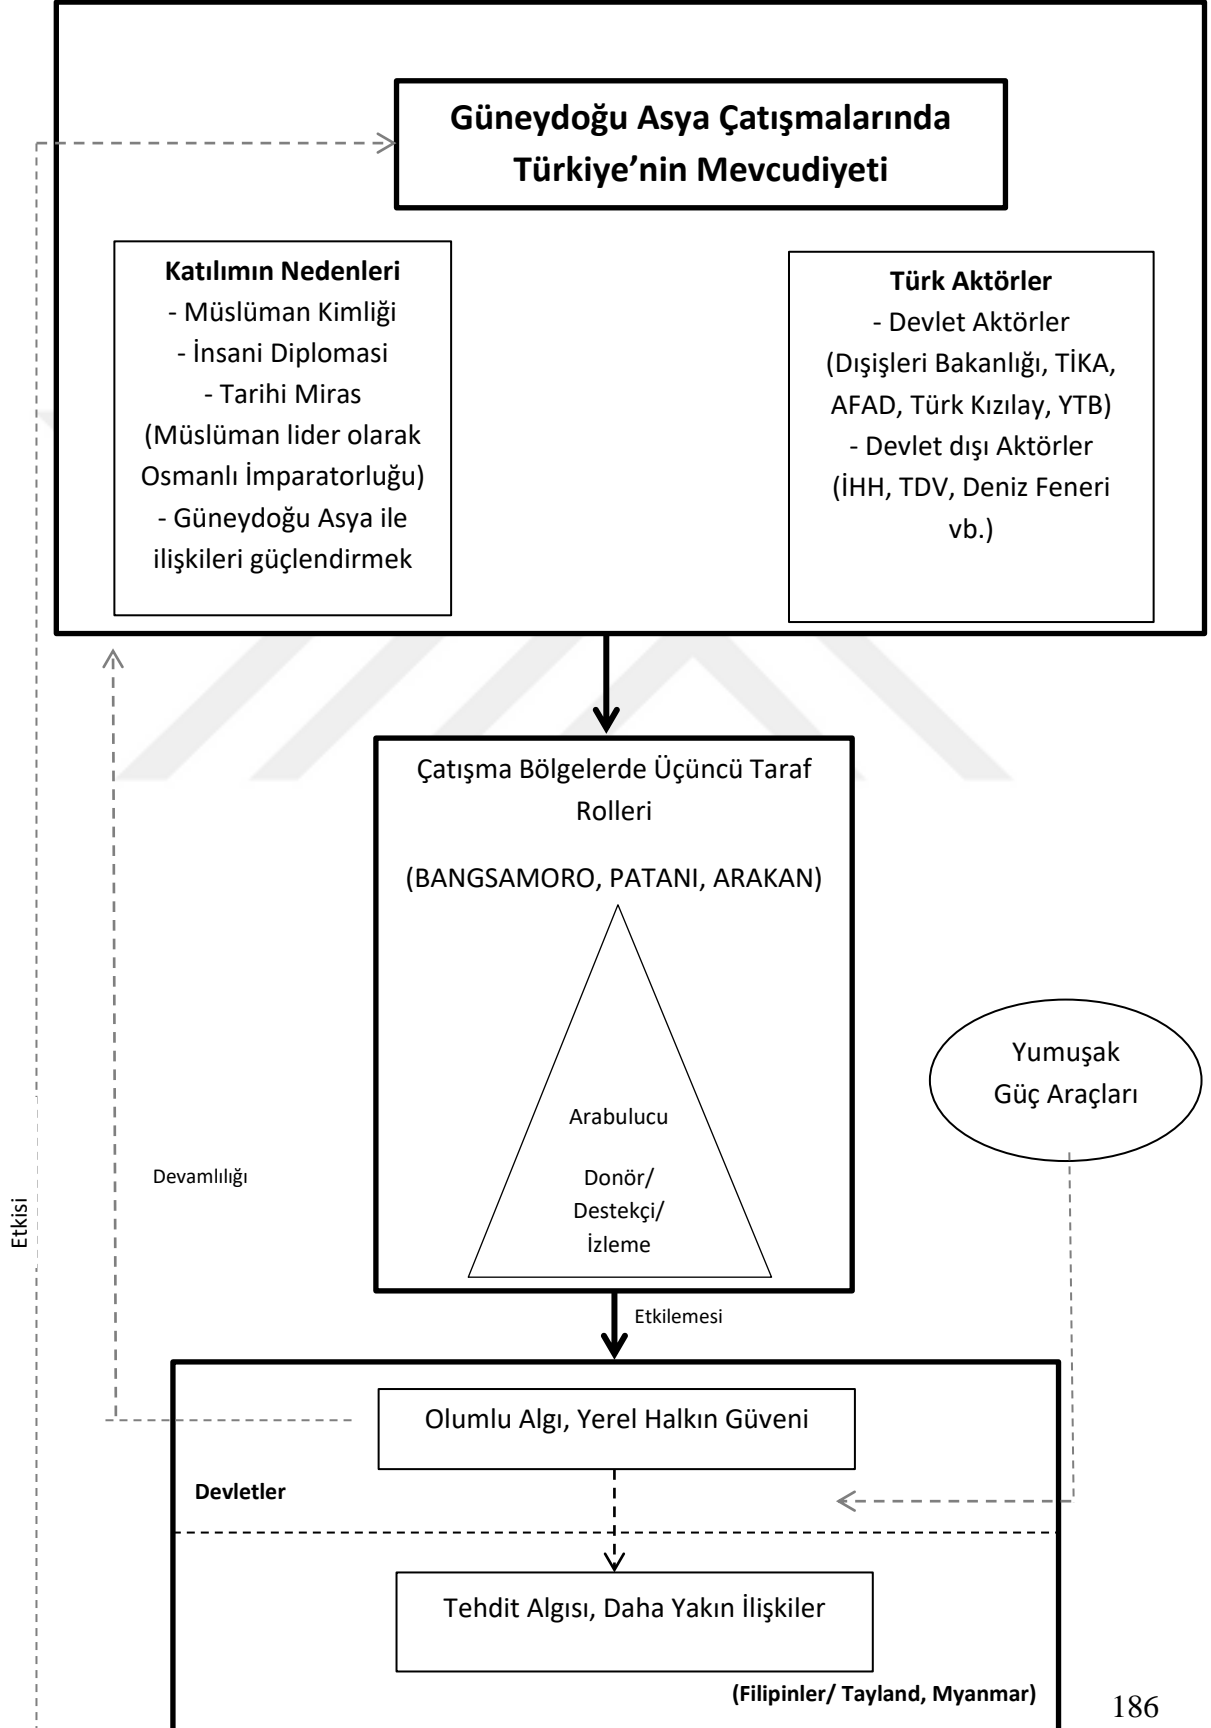 Güneydoğu Asya Çatışmalarında
Türkiye’nin Mevcudiyeti
Katılımın Nedenleri
- Müslüman Kimliği
- İnsani Diplomasi
- Tarihi Miras
(Müslüman lider olarak
Osmanlı İmparatorluğu)
- Güneydoğu Asya ile
ilişkileri güçlendirmek
Türk Aktörler
- Devlet Aktörler
(Dışişleri Bakanlığı, TİKA,
AFAD, Türk Kızılay, YTB)
- Devlet dışı Aktörler
(İHH, TDV, Deniz Feneri
vb.)
Çatışma Bölgelerde Üçüncü Taraf
Rolleri
(BANGSAMORO, PATANI, ARAKAN)
Arabulucu
Donör/
Destekçi/
İzleme
Yumuşak
Güç Araçları
Devamlılığı
Etkisi
Etkilemesi
Olumlu Algı, Yerel Halkın Güveni
Devletler
Tehdit Algısı, Daha Yakın İlişkiler
(Filipinler/ Tayland, Myanmar)
186